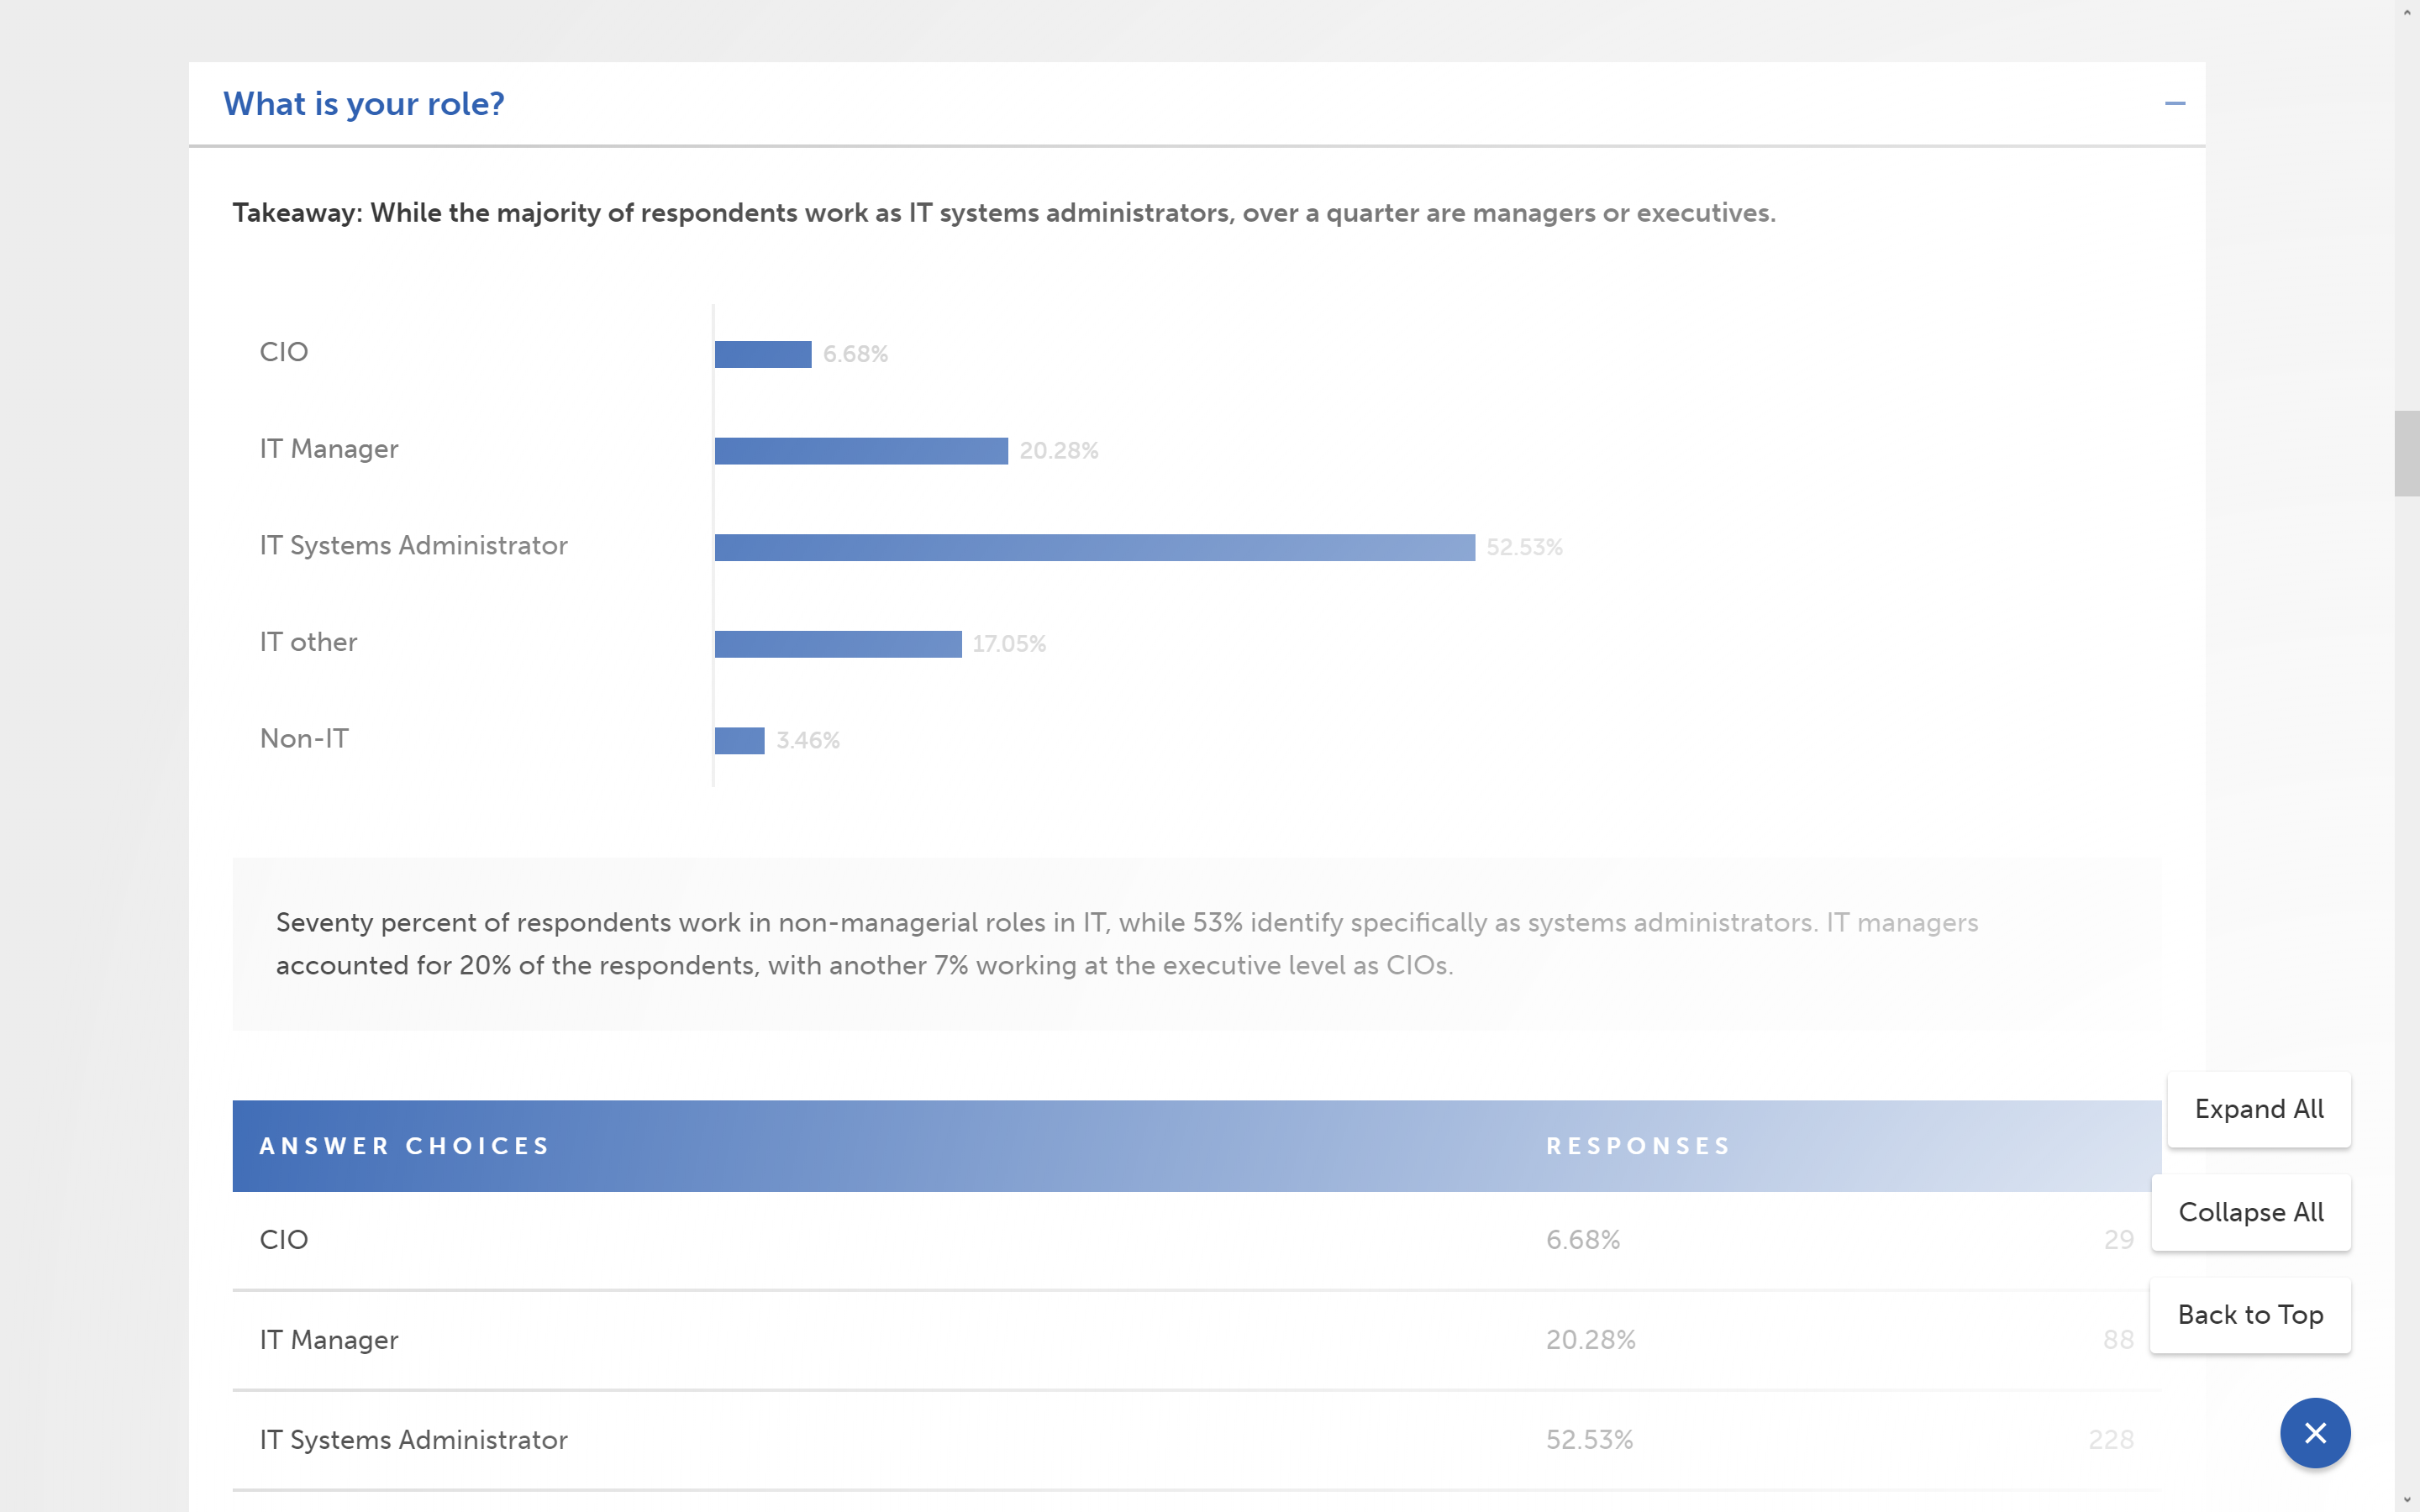 What is your role?
Takeaway: While the majority of respondents work as IT systems administrators, over a quarter are managers or executives.
CIO 6.68%
IT Manager 20.28%
IT Systems Administrator 52.53%
IT other 17.05%
Non-IT 3.46%
Seventy percent of respondents work in non-managerial roles in IT, while 53% identify specifically as systems administrators. IT managers
accounted for 20% of the respondents, with another 7% working at the executive level as CIOs.
Expand All
ANSWER CHOICES RESPONSES
Collapse All
CIO 6.68% 29
Back to Top
IT Manager 20.28% 88
IT Systems Administrator 52.53% 228